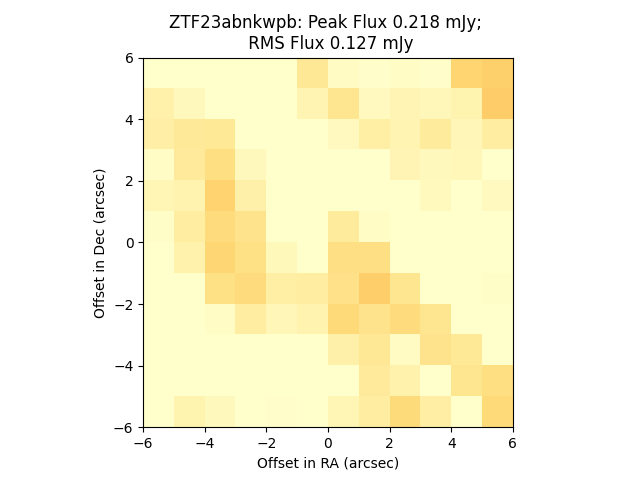 ZTF23abnkwpb: Peak Flux 0.218 mJy;
RMS Flux 0.127 mJy
6
4
2
0
−2
−4
−6
Offset in Dec (arcsec)
−6 −4 −2 0 2 4 6
Offset in RA (arcsec)